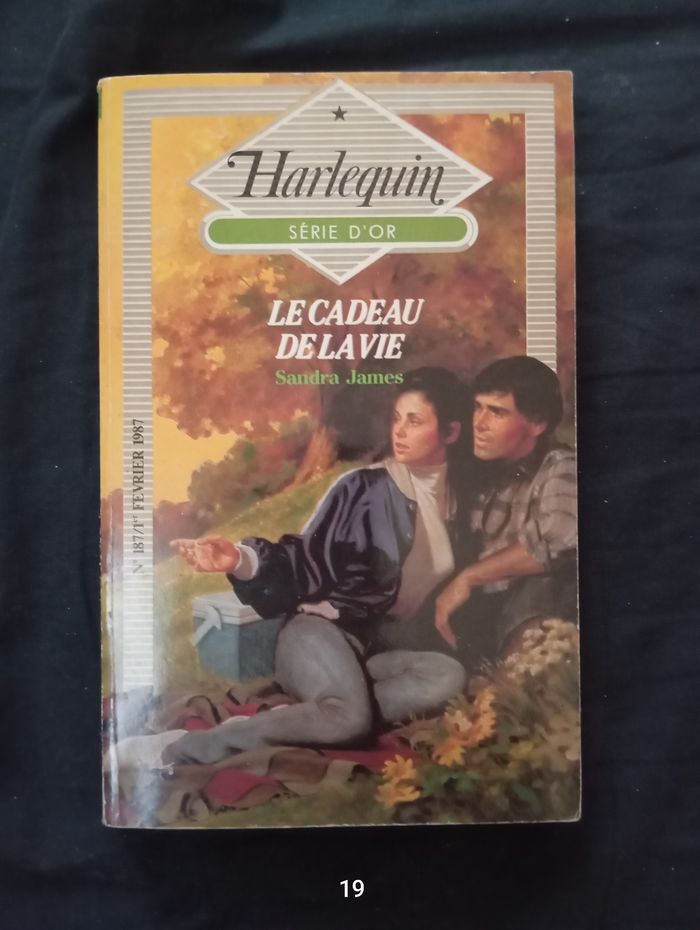 Harlequin
SÉRIE D'OR
LE CADEAU
DE LA VIE
Sandra James
N° 187/1er FEVRIER 1987
19